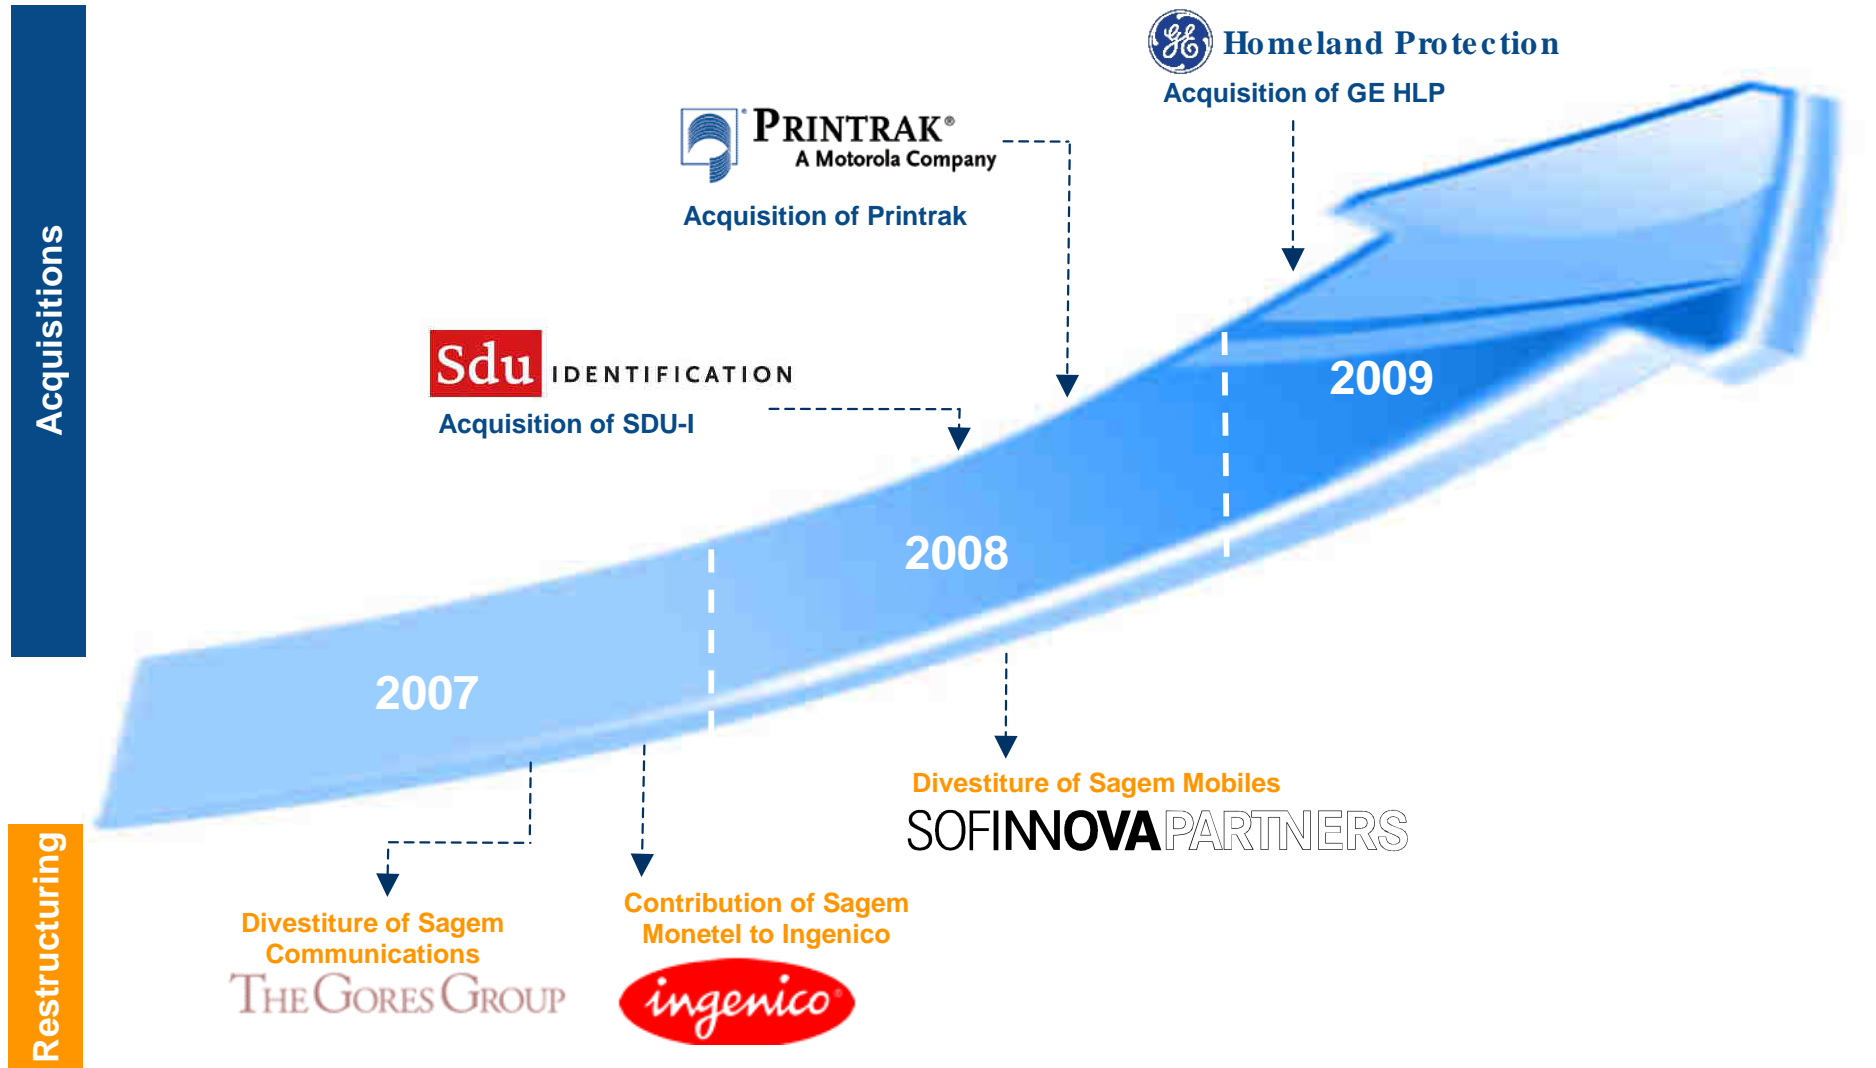 Acquisitions
GE Homeland Protection
Acquisition of GE HLP
PRINTRAK®
A Motorola Company
Acquisition of Printrak
Sdu IDENTIFICATION
Acquisition of SDU-I
2009
2008
2007
Restructuring
Divestiture of Sagem Mobiles
SOFINNOVA PARTNERS
Divestiture of Sagem
Communications
THE GORES GROUP
Contribution of Sagem
Monetel to Ingenico
ingenico®